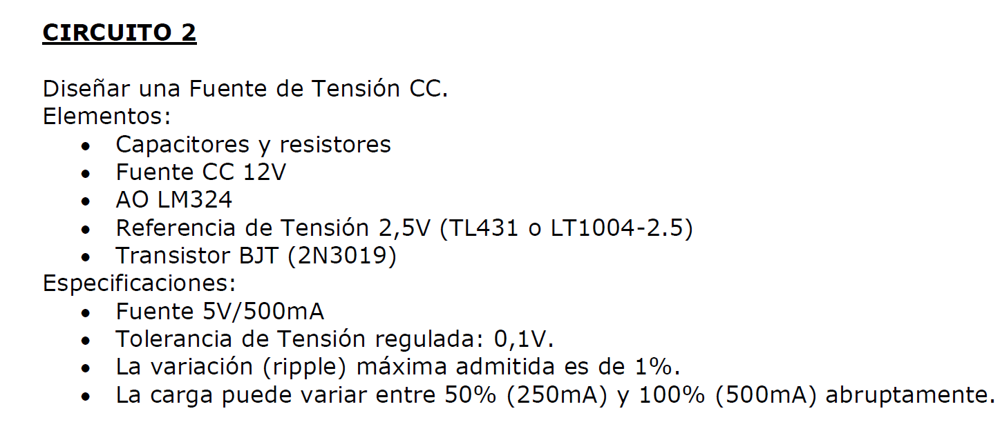 CIRCUITO 2
Diseñar una Fuente de Tensión CC.
Elementos:
• Capacitores y resistores
• Fuente CC 12V
• AO LM324
• Referencia de Tensión 2,5V (TL431 o LT1004-2.5)
• Transistor BJT (2N3019)
Especificaciones:
• Fuente 5V/500mA
• Tolerancia de Tensión regulada: 0,1V.
• La variación (ripple) máxima admitida es de 1%.
• La carga puede variar entre 50% (250mA) y 100% (500mA) abruptamente.